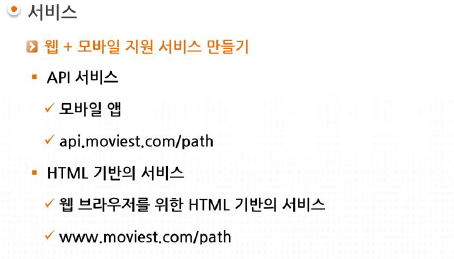 서비스
웹 + 모바일 지원 서비스 만들기
API 서비스
모바일 앱
api.moviest.com/path
HTML 기반의 서비스
웹 브라우저를 위한 HTML 기반의 서비스
www.moviest.com/path